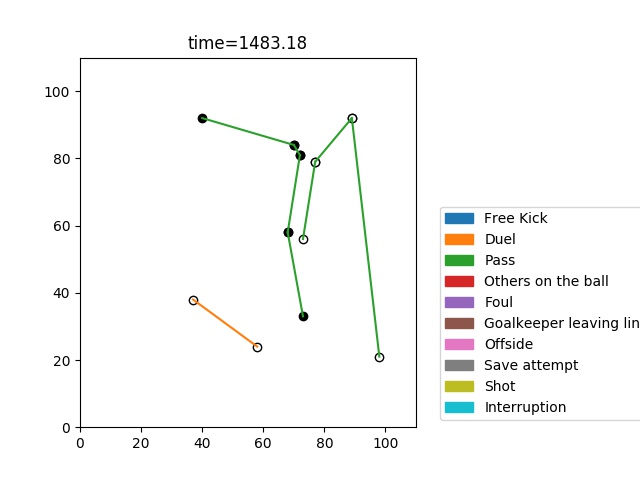 time=1483.18
100
80
60
40
20
0
0 20 40 60 80 100
Free Kick
Duel
Pass
Others on the ball
Foul
Goalkeeper leaving lin
Offside
Save attempt
Shot
Interruption